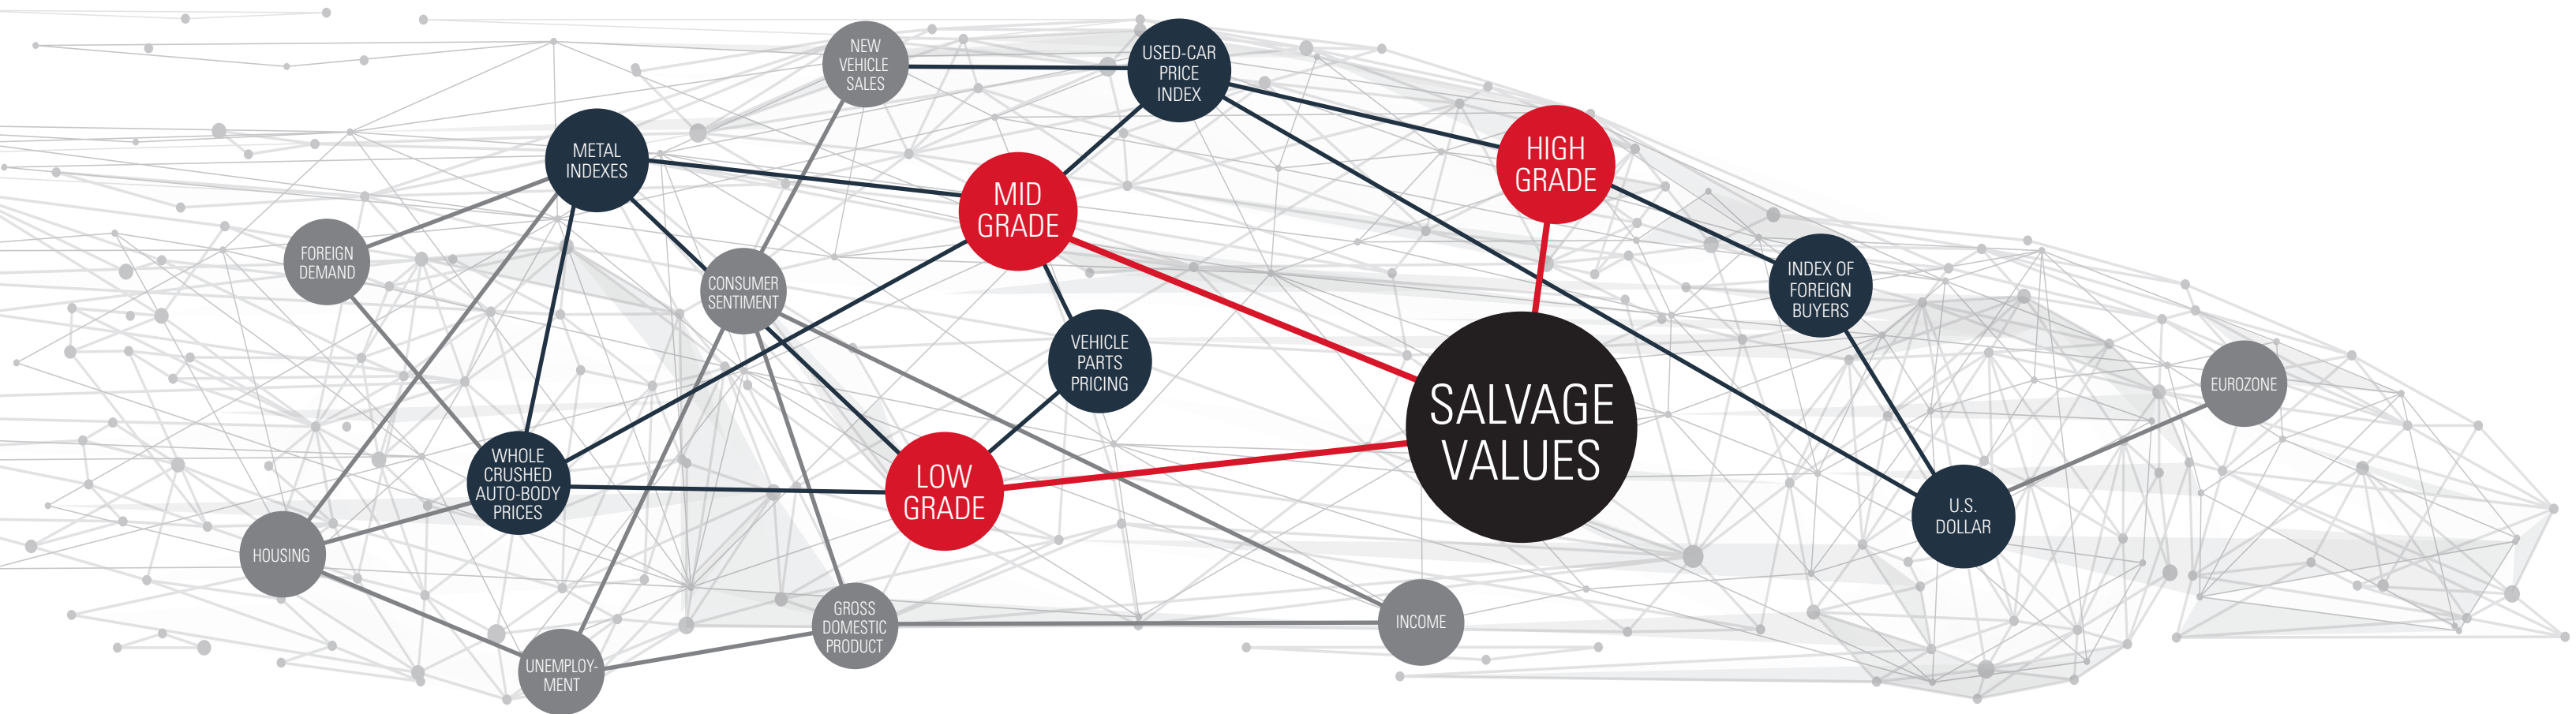 NEW
VEHICLE
SALES
USED-CAR
PRICE
INDEX
METAL
INDEXES
HIGH
GRADE
MID
GRADE
FOREIGN
DEMAND
CONSUMER
SENTIMENT
INDEX OF
FOREIGN
BUYERS
VEHICLE
PARTS
PRICING
EUROZONE
SALVAGE
VALUES
WHOLE
CRUSHED
AUTO-BODY
PRICES
LOW
GRADE
U.S.
DOLLAR
HOUSING
GROSS
DOMESTIC
PRODUCT
INCOME
UNEMPLOY-
MENT